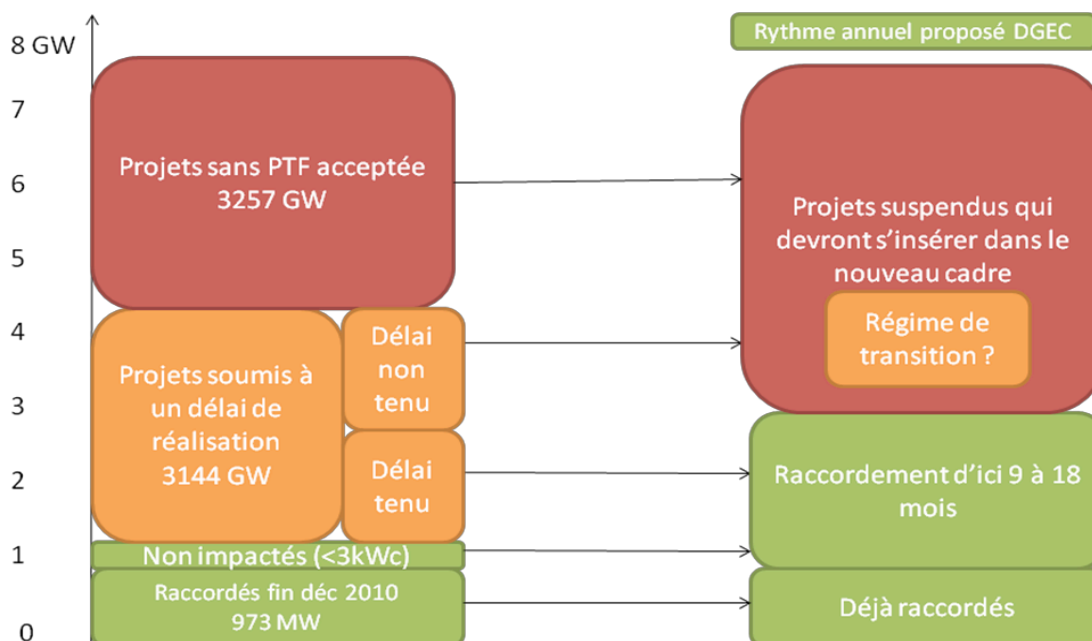 8 GW
7
6
5
4
3
2
1
0
Projets sans PTF acceptée
3257 GW
Projets soumis à
un délai de
réalisation
3144 GW
Délai
non
tenu
Délai
tenu
Non impactés (<3kWc)
Raccordés fin déc 2010
973 MW
Rythme annuel proposé DGEC
Projets suspendus qui
devront s’insérer dans le
nouveau cadre
Régime de
transition ?
Raccordement d’ici 9 à 18
mois
Déjà raccordés